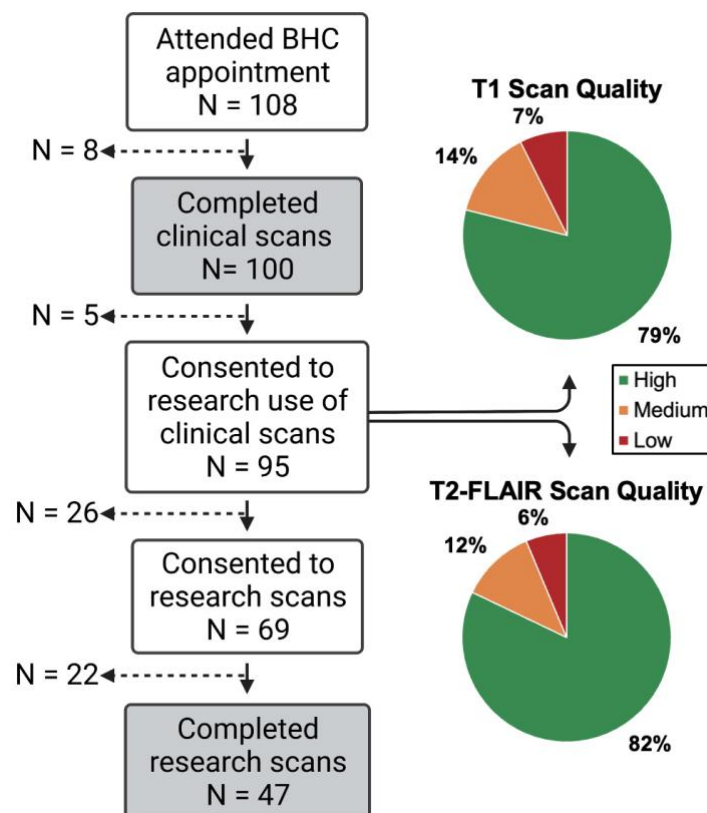 Attended BHC
appointment
N = 108
N = 8
Completed
clinical scans
N= 100
N = 5
Consented to
research use of
clinical scans
N = 95
N = 26
Consented to
research scans
N = 69
N = 22
Completed
research scans
N = 47
T1 Scan Quality
7%
14%
79%
High
Medium
Low
T2-FLAIR Scan Quality
6%
12%
82%